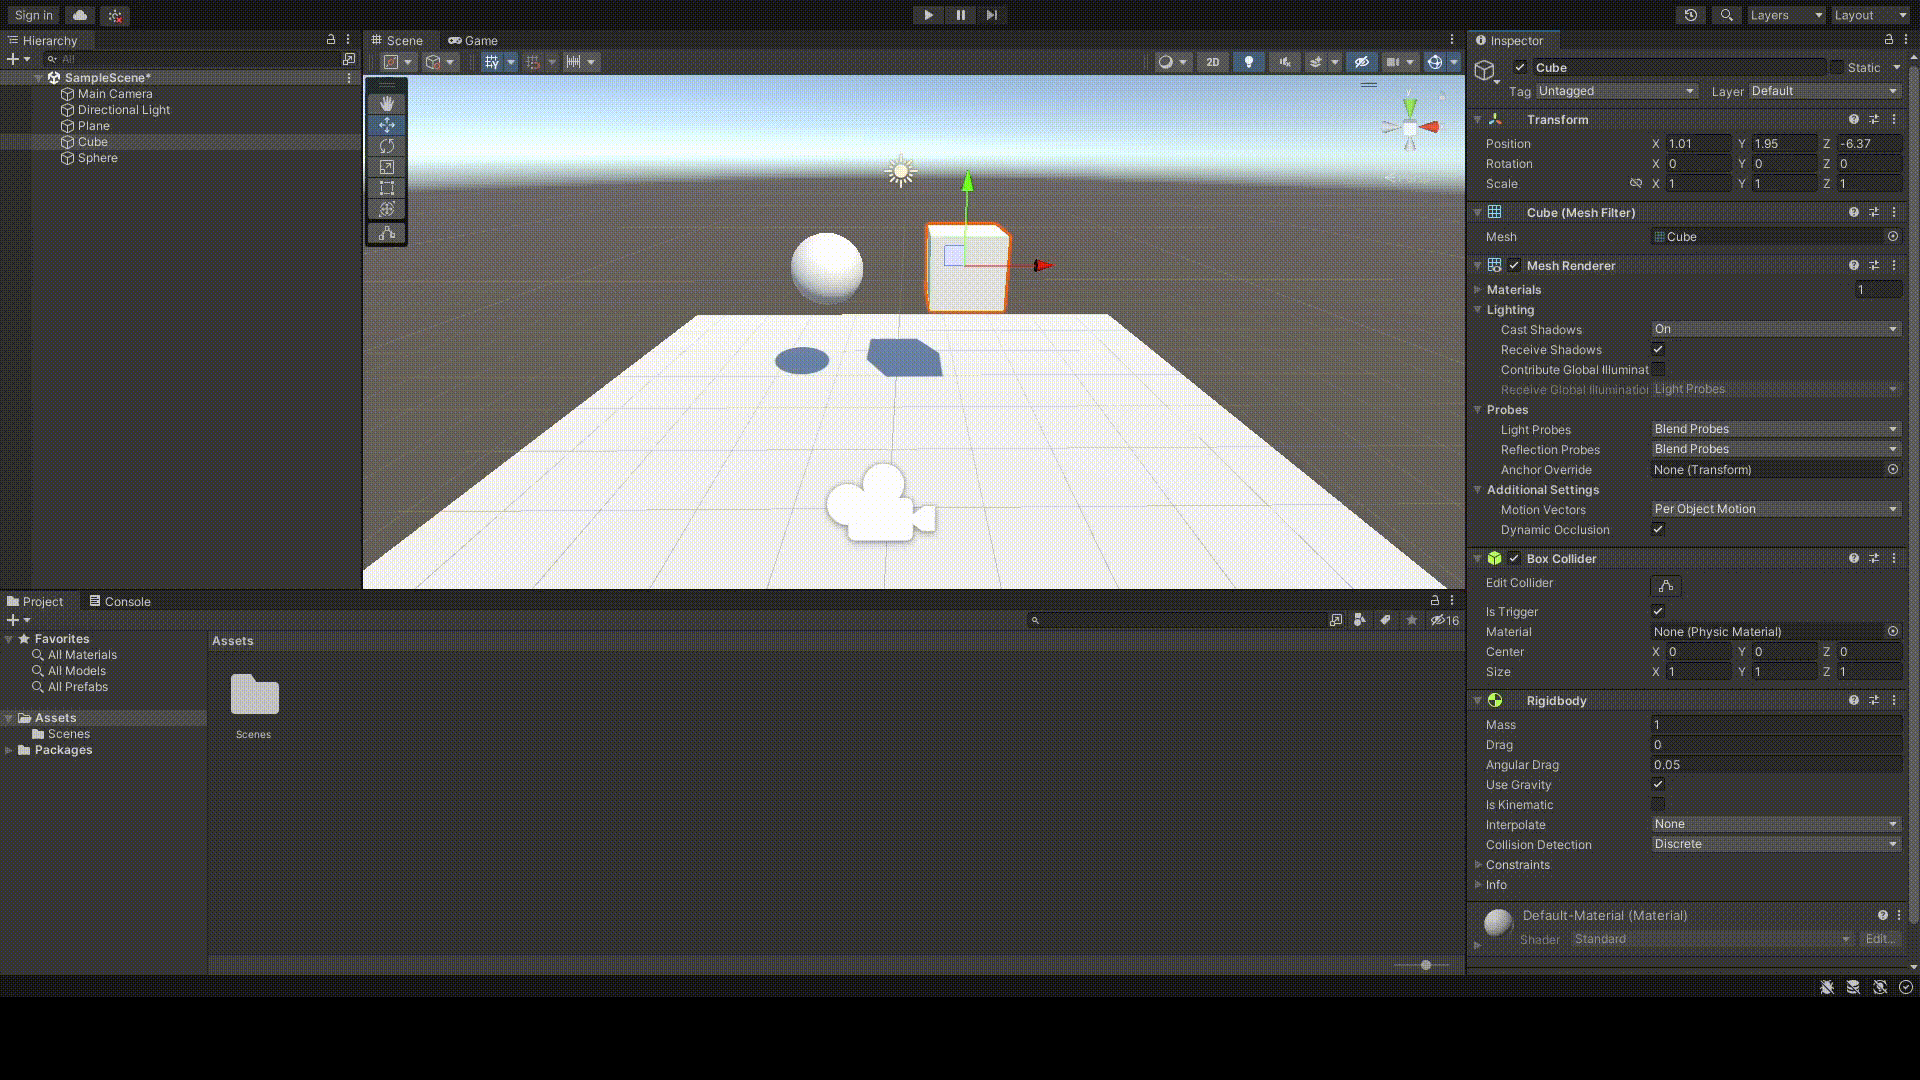 Sign in
Layers
Layout
Hierarchy
All
SampleScene*
Main Camera
Directional Light
Plane
Cube
Sphere
Scene
Game
2D
Inspector
Cube
Static
Tag
Untagged
Layer
Default
Transform
Position X 1.01 Y 1.95 Z -6.37
Rotation X 0 Y 0 Z 0
Scale X 1 Y 1 Z 1
Cube (Mesh Filter)
Mesh Cube
Mesh Renderer
Materials 1
Lighting
Cast Shadows On
Receive Shadows
Contribute Global Illuminat
Receive Global Illumination Light Probes
Probes
Light Probes Blend Probes
Reflection Probes Blend Probes
Anchor Override None (Transform)
Additional Settings
Motion Vectors Per Object Motion
Dynamic Occlusion
Box Collider
Edit Collider
Is Trigger
Material None (Physic Material)
Center X 0 Y 0 Z 0
Size X 1 Y 1 Z 1
Rigidbody
Mass 1
Drag 0
Angular Drag 0.05
Use Gravity
Is Kinematic
Interpolate None
Collision Detection Discrete
Constraints
Info
Default-Material (Material)
Shader Standard Edit...
Project
Console
16
Favorites
All Materials
All Models
All Prefabs
Assets
Scenes
Packages
Assets
Scenes